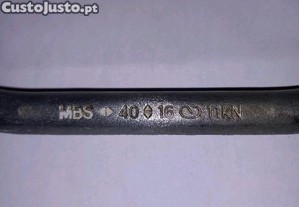 CustoJusto.pt
MBS ↔ 40 ↕ 16 ⌀ 11kN